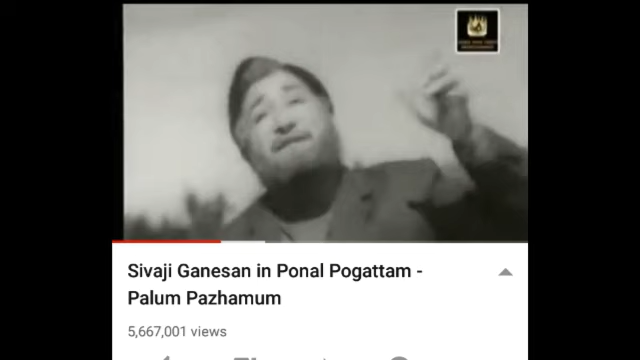 Sivaji Ganesan in Ponal Pogattam -
Palum Pazhamum
5,667,001 views